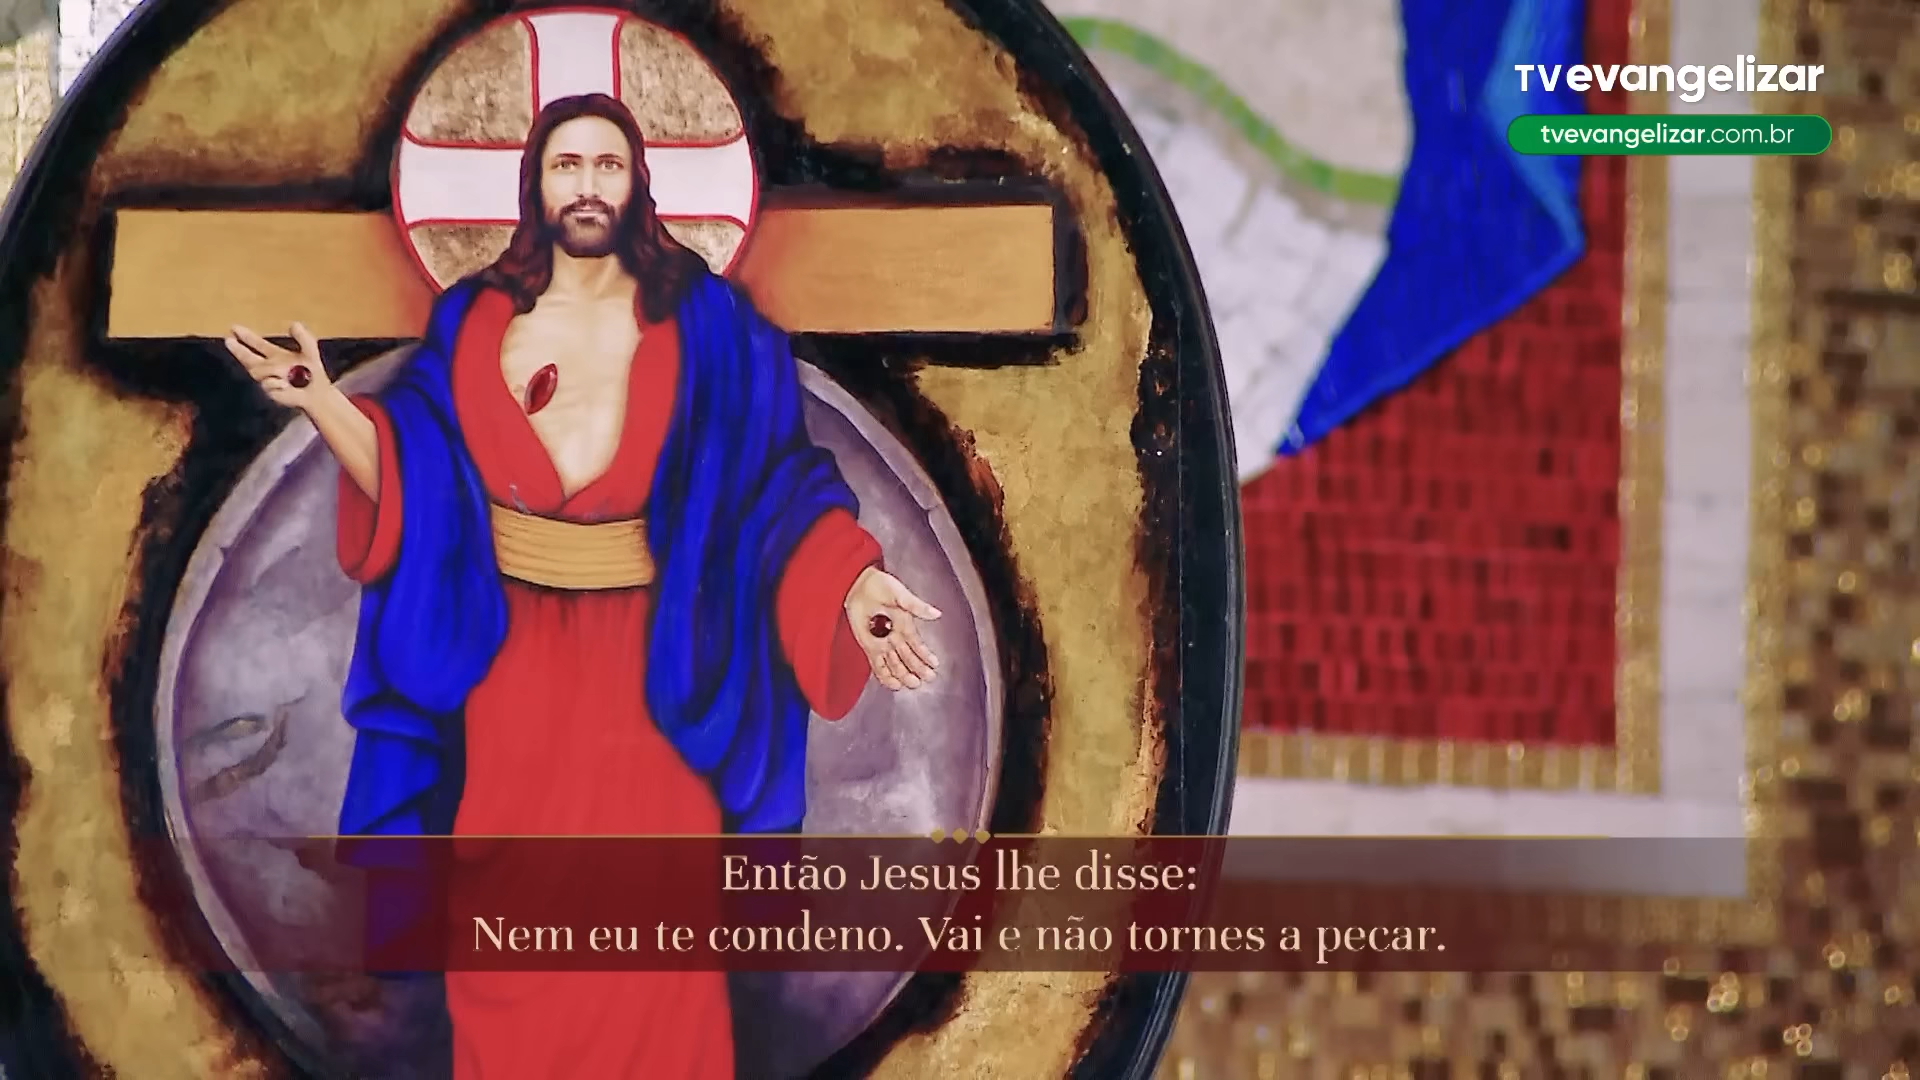 TVevangelizar
tvevangelizar.com.br
Então Jesus lhe disse:
Nem eu te condeno. Vai e não tornes a pecar.